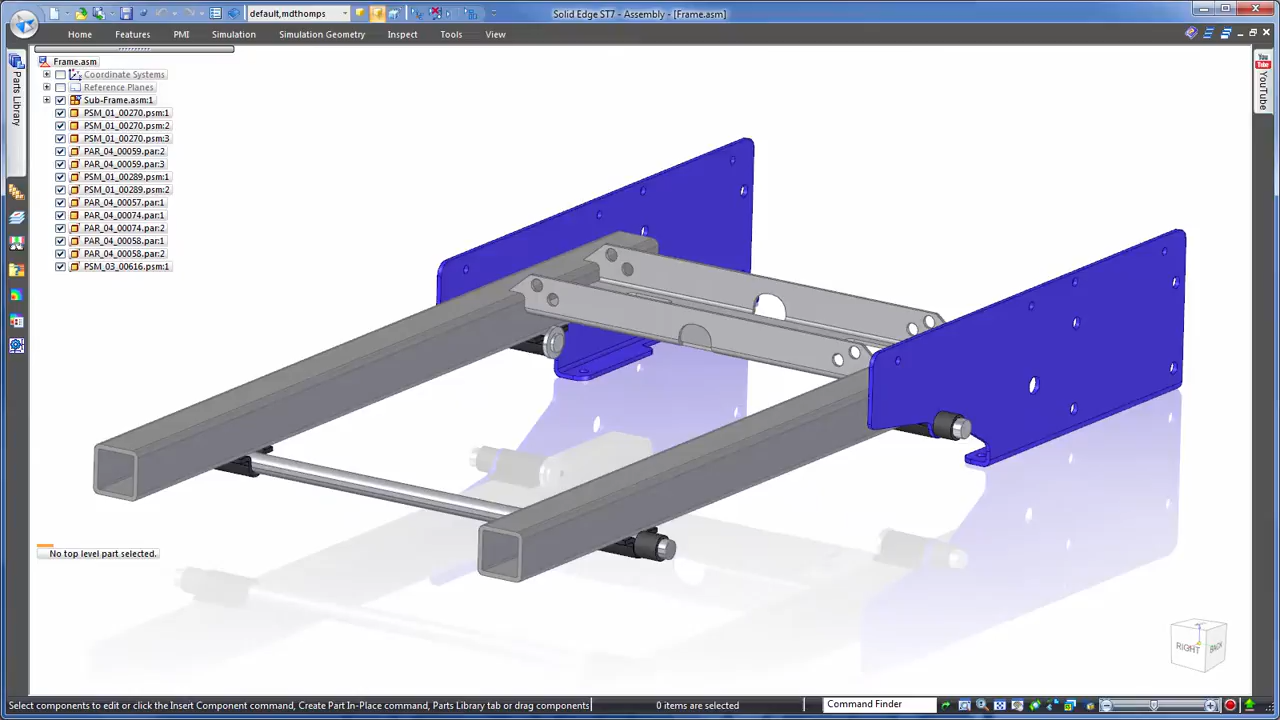 default,mdthomps
Solid Edge ST7 - Assembly - [Frame.asm]
Home Features PMI Simulation Simulation Geometry Inspect Tools View
Parts Library
YouTube
Frame.asm
Coordinate Systems
Reference Planes
Sub-Frame.asm:1
PSM_01_00270.psm:1
PSM_01_00270.psm:2
PSM_01_00270.psm:3
PAR_04_00059.par:2
PAR_04_00059.par:3
PSM_01_00289.psm:1
PSM_01_00289.psm:2
PAR_04_00057.par:1
PAR_04_00074.par:1
PAR_04_00074.par:2
PAR_04_00058.par:1
PAR_04_00058.par:2
PSM_03_00616.psm:1
No top level part selected.
RIGHT BACK
Select components to edit or click the Insert Component command, Create Part In-Place command, Parts Library tab or drag components
0 items are selected
Command Finder